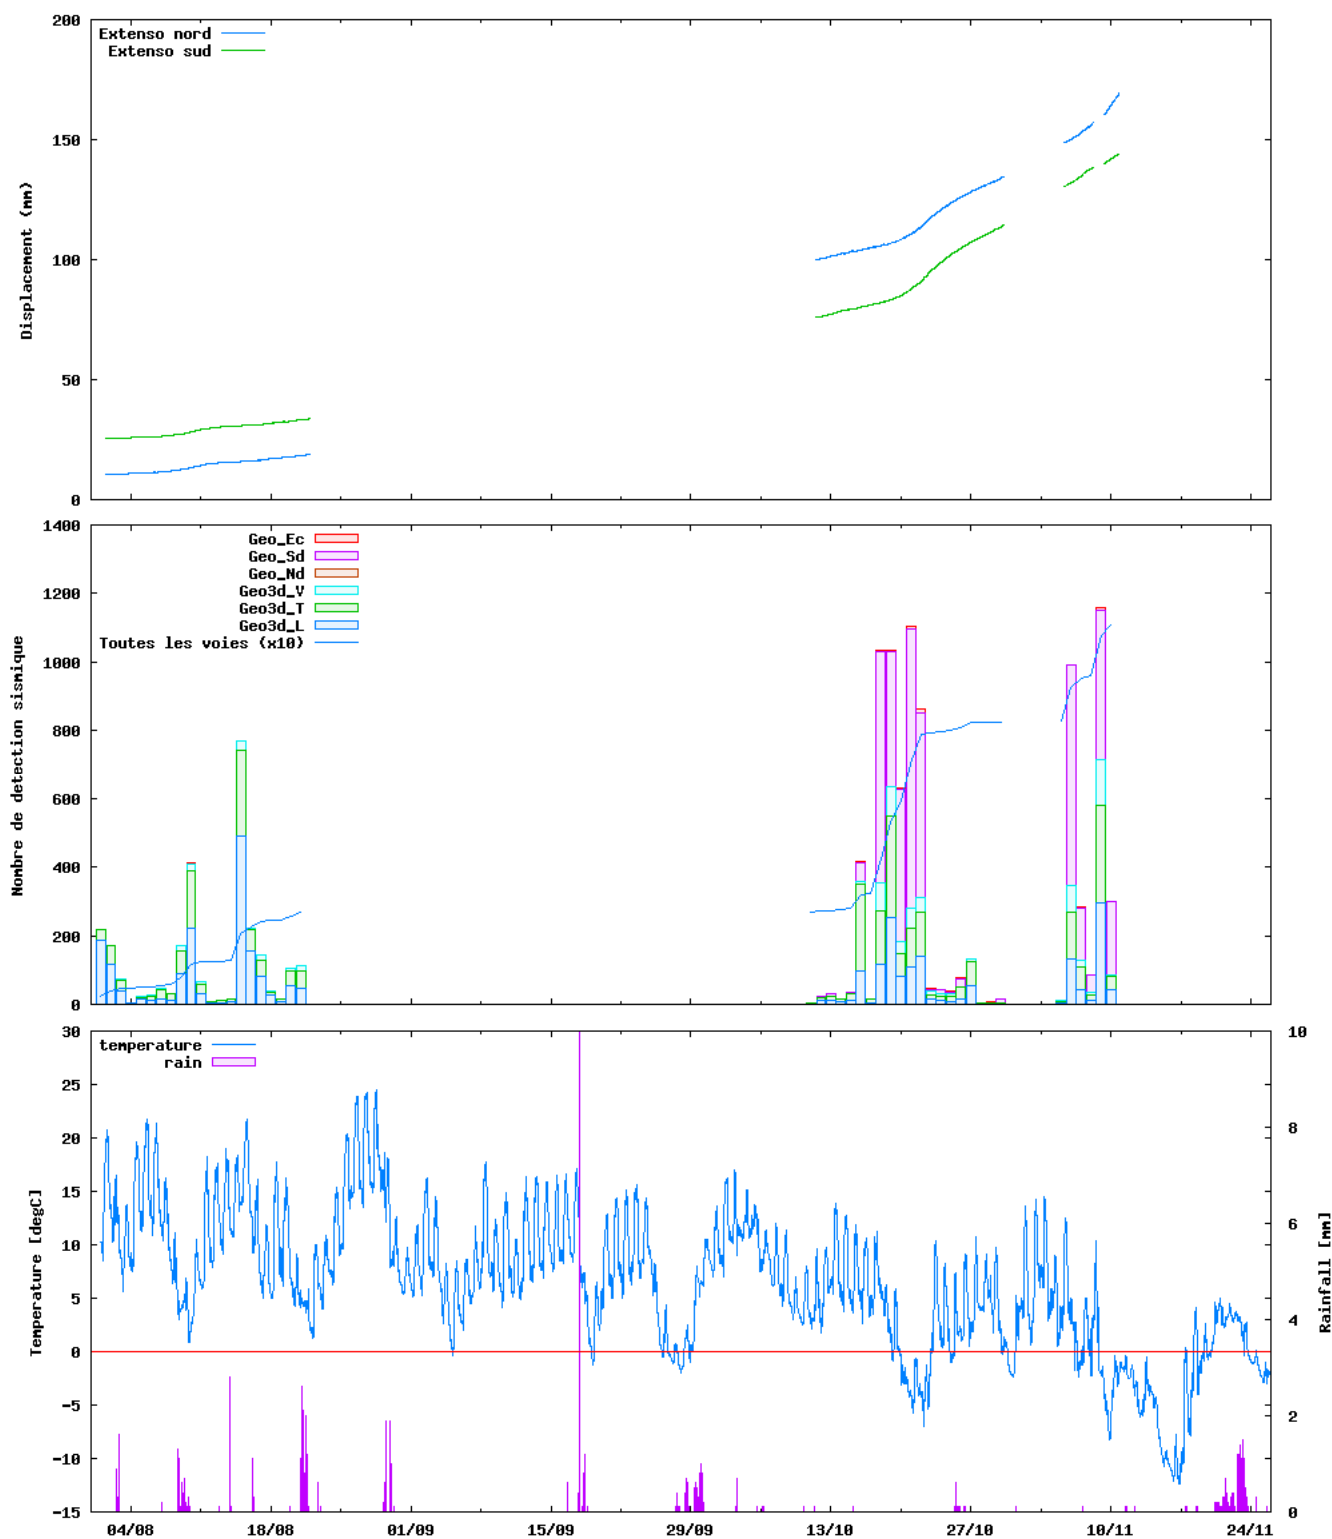 200
Extenso nord
Extenso sud
150
Displacement (mm)
100
50
0
1400
Geo_Ec
Geo_Sd
1200
Geo_Nd
Geo3d_V
Geo3d_T
Geo3d_L
Toutes les voies (x10)
1000
Nombre de detection sismique
800
600
400
200
0
30 10
temperature
rain
25
8
20
15
Temperature [degC]
6
10
Rainfall [mm]
5
4
0
-5
2
-10
-15 0
04/08 18/08 01/09 15/09 29/09 13/10 27/10 10/11 24/11